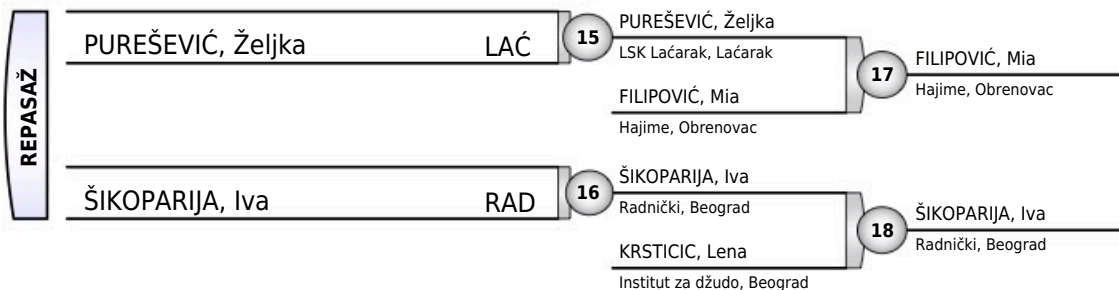 REPASAŽ
PUREŠEVIĆ, Željka LAĆ
15
PUREŠEVIĆ, Željka
LSK Laćarak, Laćarak
FILIPOVIĆ, Mia
Hajime, Obrenovac
17
FILIPOVIĆ, Mia
Hajime, Obrenovac
ŠIKOPARIJA, Iva RAD
16
ŠIKOPARIJA, Iva
Radnički, Beograd
KRSTICIC, Lena
Institut za džudo, Beograd
18
ŠIKOPARIJA, Iva
Radnički, Beograd